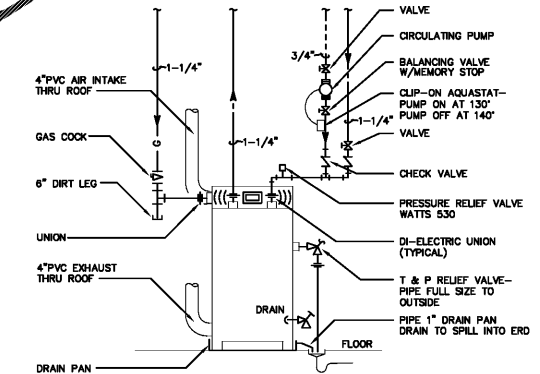 VALVE
CIRCULATING PUMP
3/4"
BALANCING VALVE
W/MEMORY STOP
1-1/4"
4"PVC AIR INTAKE
THRU ROOF
CLIP-ON AQUASTAT-
PUMP ON AT 130°
PUMP OFF AT 140°
GAS COCK
G
1-1/4"
1-1/4"
VALVE
CHECK VALVE
6" DIRT LEG
PRESSURE RELIEF VALVE
WATTS 530
UNION
DI-ELECTRIC UNION
(TYPICAL)
4"PVC EXHAUST
THRU ROOF
T & P RELIEF VALVE-
PIPE FULL SIZE TO
OUTSIDE
DRAIN
PIPE 1" DRAIN PAN
DRAIN TO SPILL INTO ERD
FLOOR
DRAIN PAN